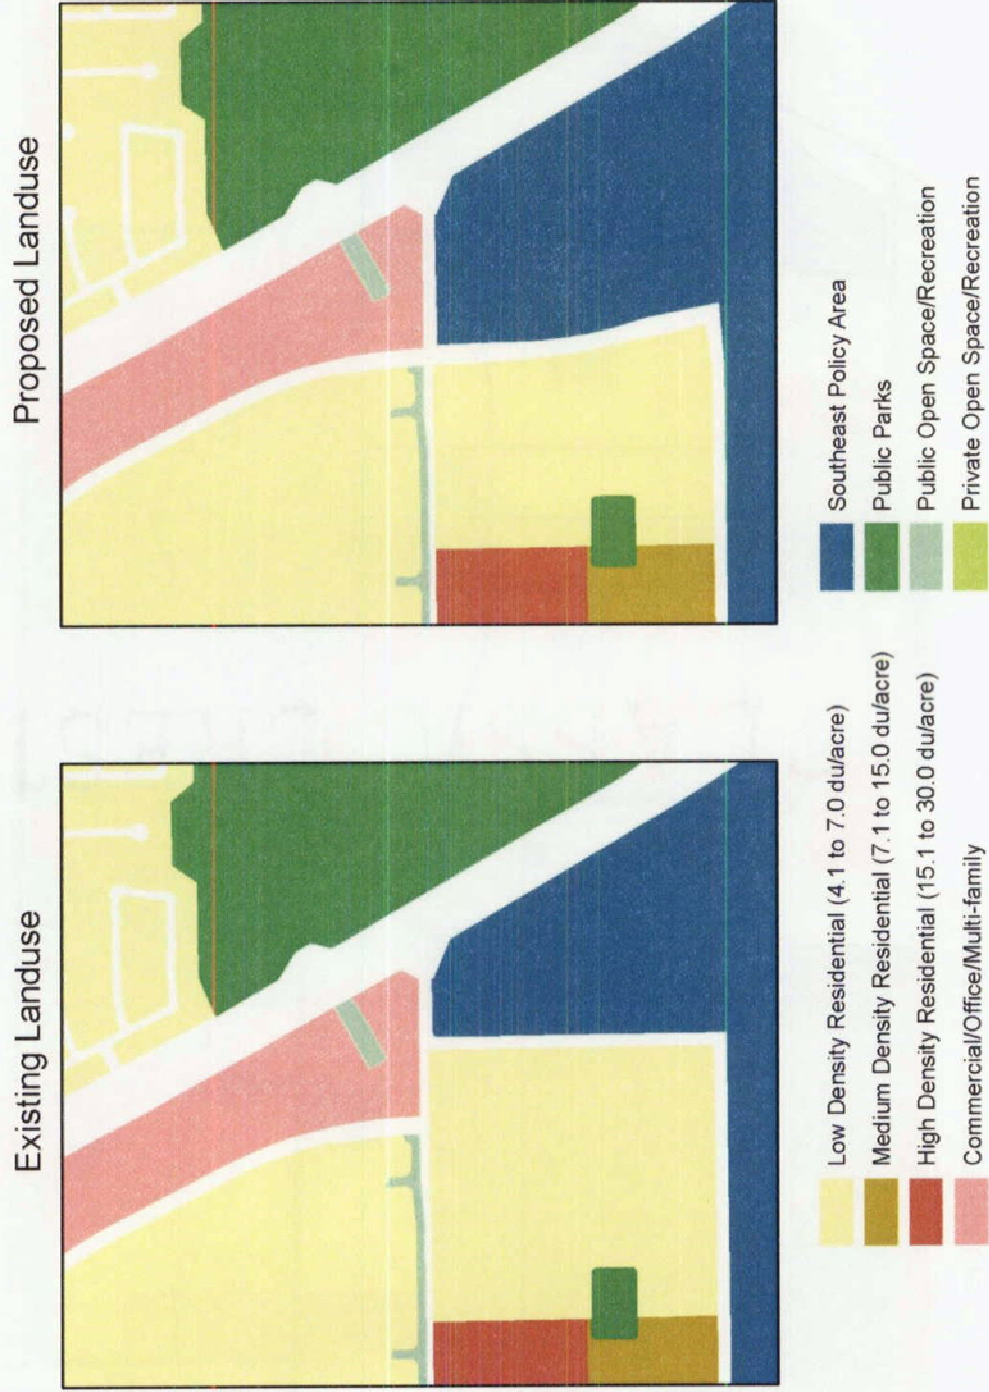 Existing Landuse
Proposed Landuse
Low Density Residential (4.1 to 7.0 du/acre)
Medium Density Residential (7.1 to 15.0 du/acre)
High Density Residential (15.1 to 30.0 du/acre)
Commercial/Office/Multi-family
Southeast Policy Area
Public Parks
Public Open Space/Recreation
Private Open Space/Recreation